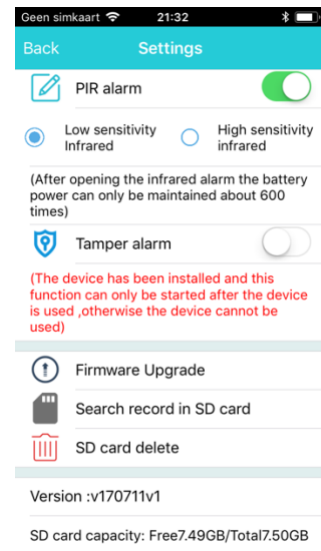 Geen simkaart 21:32
Back Settings
PIR alarm
Low sensitivity High sensitivity
Infrared infrared
(After opening the infrared alarm the battery
power can only be maintained about 600
times)
Tamper alarm
(The device has been installed and this
function can only be started after the device
is used ,otherwise the device cannot be
used)
Firmware Upgrade
Search record in SD card
SD card delete
Version :v170711v1
SD card capacity: Free7.49GB/Total7.50GB